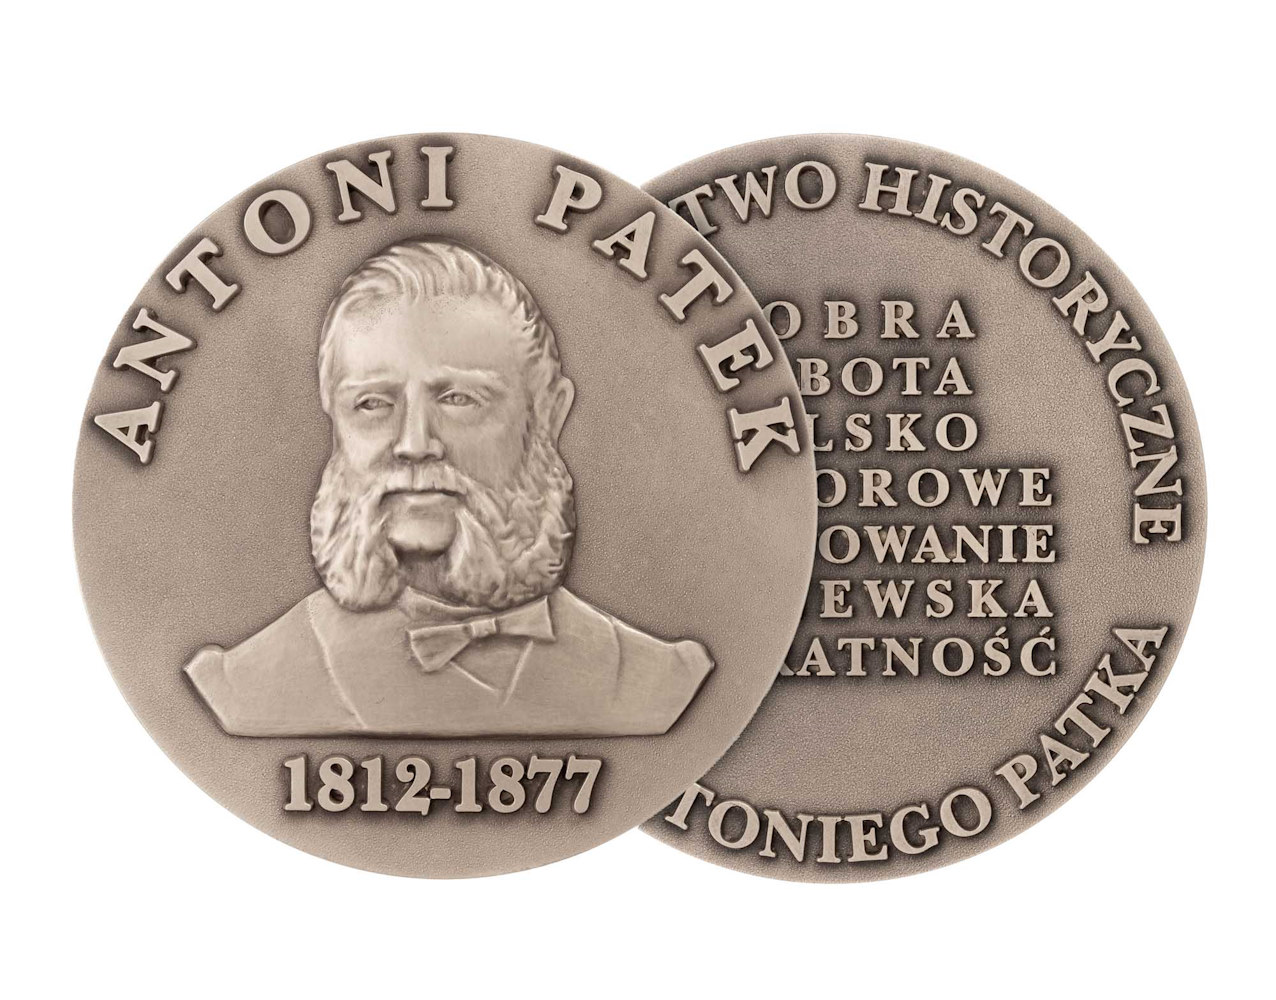 ANTONI PATEK
1812-1877
TWO HISTORYCZNE
OBRA
BOTA
LSKO
OROWE
OWANIE
EWSKA
RATNOŚĆ
TONIEGO PATKA